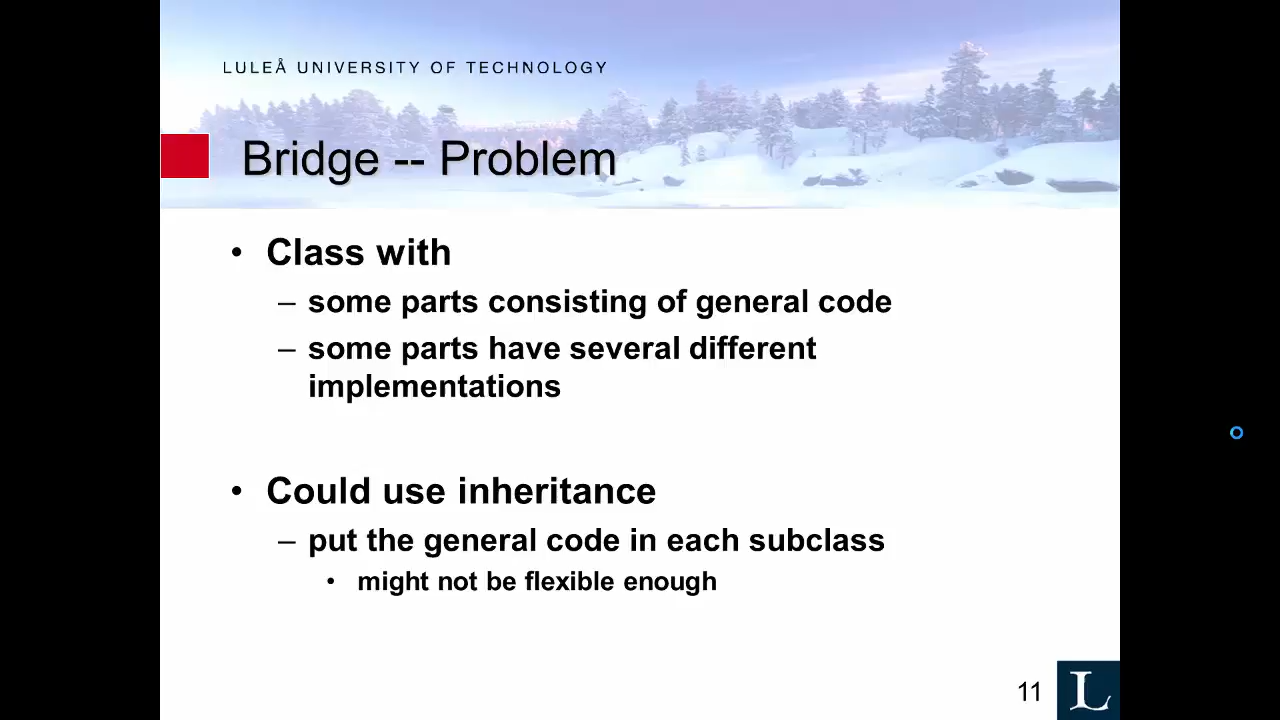 LULEÅ UNIVERSITY OF TECHNOLOGY
Bridge -- Problem
• Class with
– some parts consisting of general code
– some parts have several different
implementations
• Could use inheritance
– put the general code in each subclass
• might not be flexible enough
11
L